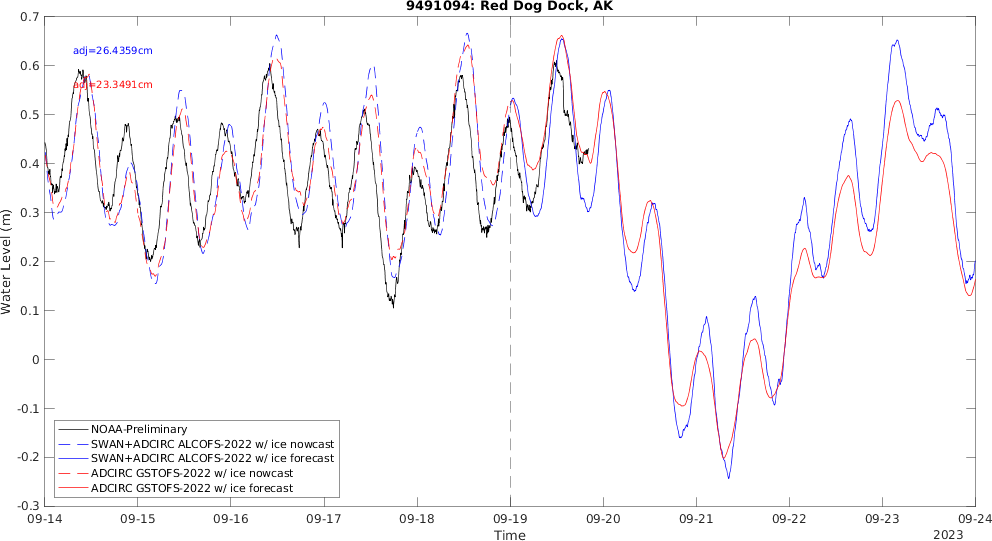 9491094: Red Dog Dock, AK
adj=26.4359cm
adj=23.3491cm
Water Level (m)
0.7
0.6
0.5
0.4
0.3
0.2
0.1
0
-0.1
-0.2
-0.3
NOAA-Preliminary
SWAN+ADCIRC ALCOFS-2022 w/ ice nowcast
SWAN+ADCIRC ALCOFS-2022 w/ ice forecast
ADCIRC GSTOFS-2022 w/ ice nowcast
ADCIRC GSTOFS-2022 w/ ice forecast
09-14 09-15 09-16 09-17 09-18 09-19 09-20 09-21 09-22 09-23 09-24
Time
2023